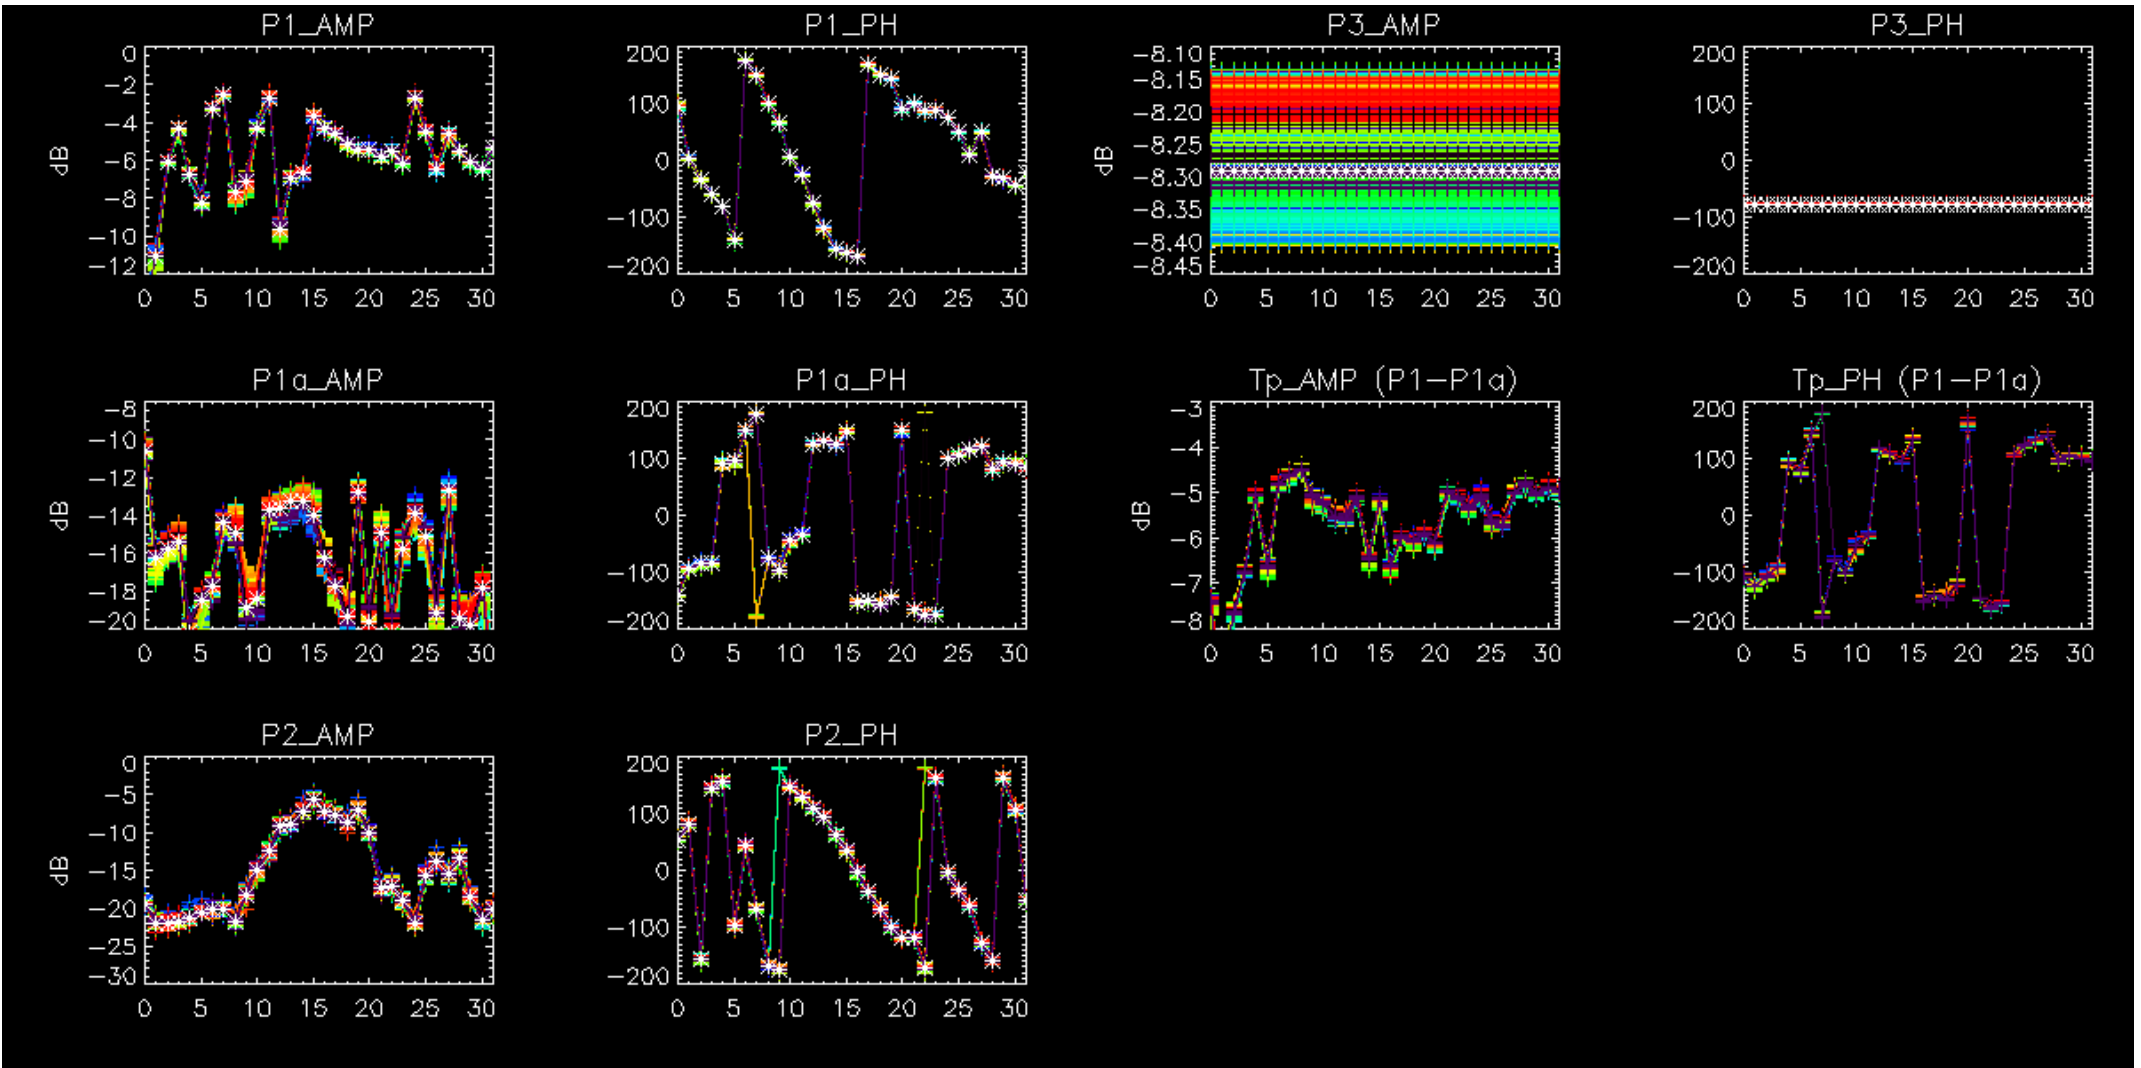 P1_AMP
0
−2
−4
−6
−8
−10
−12
dB
0 5 10 15 20 25 30
P1_PH
200
100
0
−100
−200
0 5 10 15 20 25 30
P3_AMP
−8.10
−8.15
−8.20
−8.25
−8.30
−8.35
−8.40
−8.45
dB
0 5 10 15 20 25 30
P3_PH
200
100
0
−100
−200
0 5 10 15 20 25 30
P1a_AMP
−8
−10
−12
−14
−16
−18
−20
dB
0 5 10 15 20 25 30
P1a_PH
200
100
0
−100
−200
0 5 10 15 20 25 30
Tp_AMP (P1−P1a)
−3
−4
−5
−6
−7
−8
dB
0 5 10 15 20 25 30
Tp_PH (P1−P1a)
200
100
0
−100
−200
0 5 10 15 20 25 30
P2_AMP
0
−5
−10
−15
−20
−25
−30
dB
0 5 10 15 20 25 30
P2_PH
200
100
0
−100
−200
0 5 10 15 20 25 30